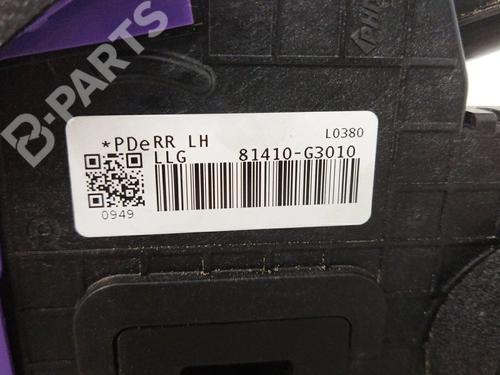 B-PARTS
L0380
*PDeRR LH
LLG 81410-G3010
0949